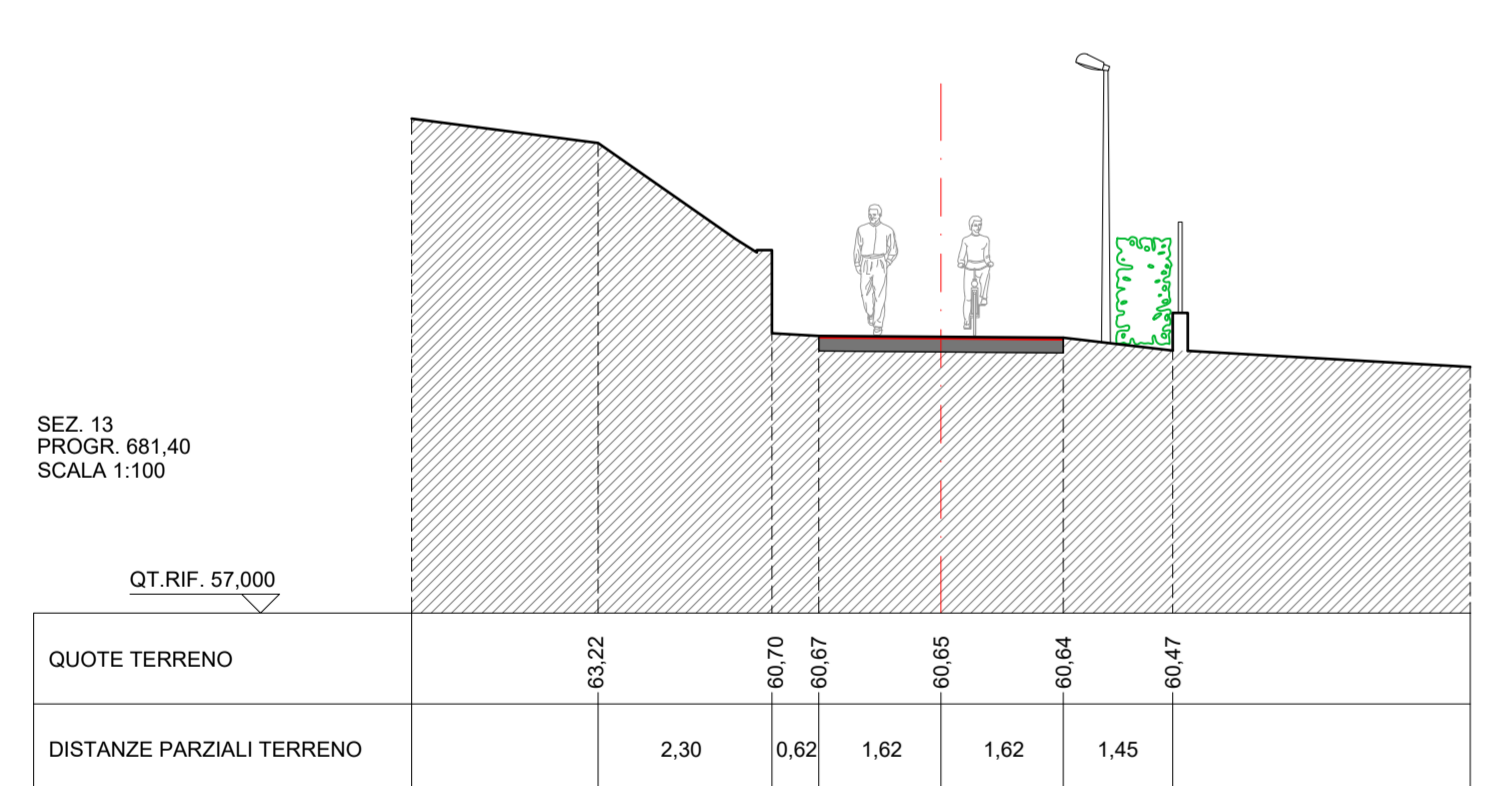 SEZ. 13
PROGR. 681,40
SCALA 1:100
QT.RIF. 57,000
QUOTE TERRENO
63,22
60,70
60,67
60,65
60,64
60,47
DISTANZE PARZIALI TERRENO
2,30
0,62
1,62
1,62
1,45